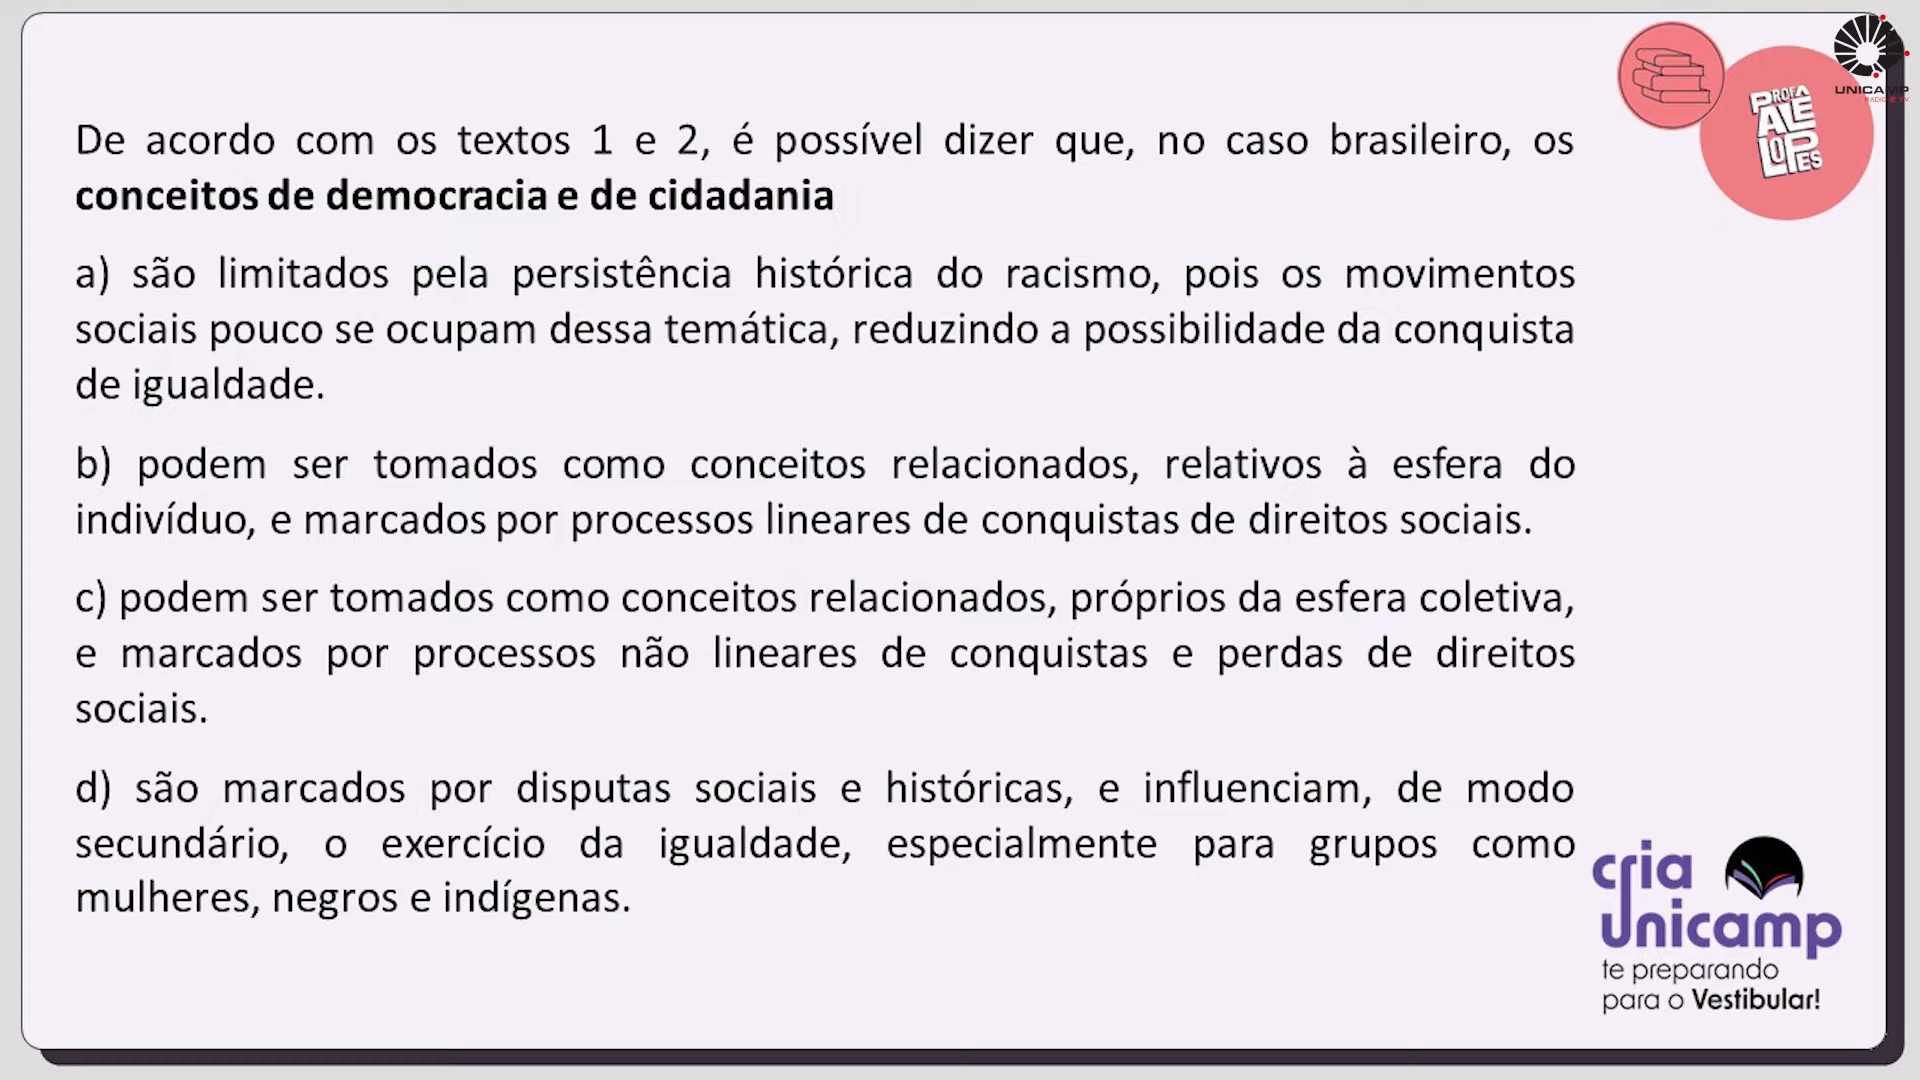 UNICAMP
RÁDIO E TV
PROFA
ALE
LOPES
De acordo com os textos 1 e 2, é possível dizer que, no caso brasileiro, os
conceitos de democracia e de cidadania
a) são limitados pela persistência histórica do racismo, pois os movimentos
sociais pouco se ocupam dessa temática, reduzindo a possibilidade da conquista
de igualdade.
b) podem ser tomados como conceitos relacionados, relativos à esfera do
indivíduo, e marcados por processos lineares de conquistas de direitos sociais.
c) podem ser tomados como conceitos relacionados, próprios da esfera coletiva,
e marcados por processos não lineares de conquistas e perdas de direitos
sociais.
d) são marcados por disputas sociais e históricas, e influenciam, de modo
secundário, o exercício da igualdade, especialmente para grupos como
mulheres, negros e indígenas.
cria
unicamp
te preparando
para o Vestibular!